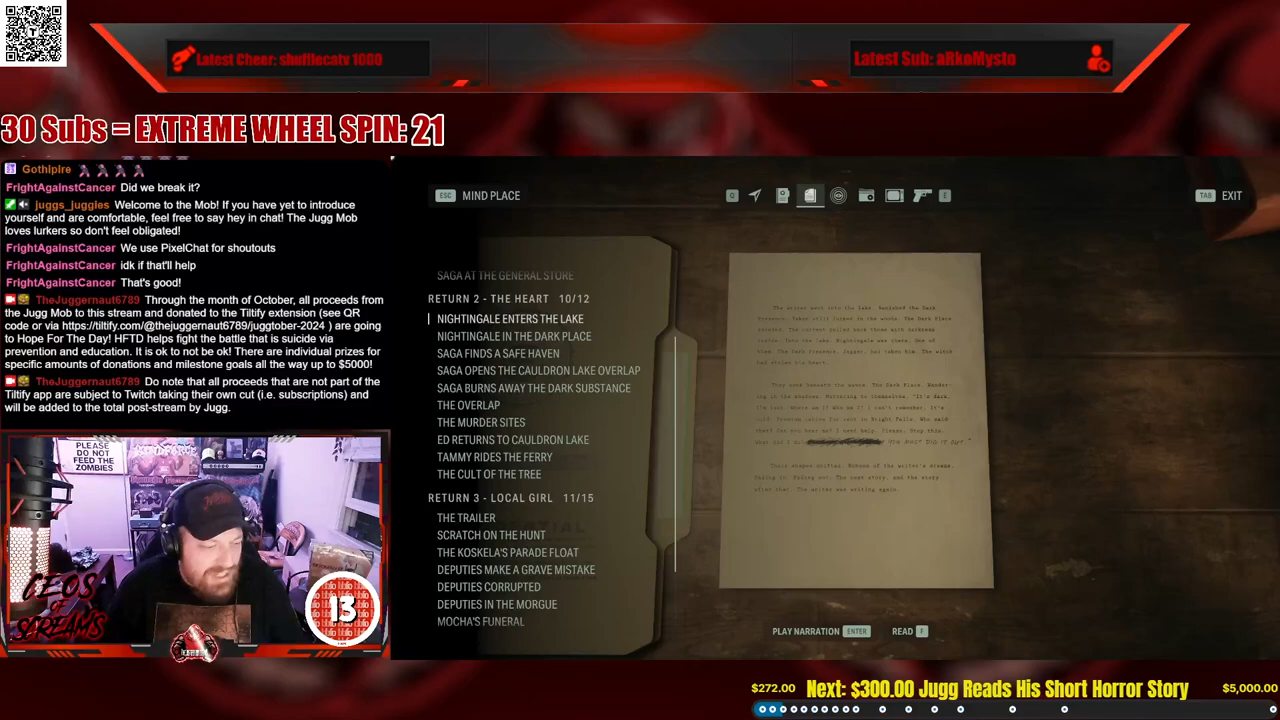 Latest Cheer: shufflecatv 1000
Latest Sub: aRkoMysto
30 Subs = EXTREME WHEEL SPIN: 21
Gothipire
FrightAgainstCancer Did we break it?
juggs_juggies Welcome to the Mob! If you have yet to introduce
yourself and are comfortable, feel free to say hey in chat! The Jugg Mob
loves lurkers so don't feel obligated!
FrightAgainstCancer We use PixelChat for shoutouts
FrightAgainstCancer idk if that'll help
FrightAgainstCancer That's good!
TheJuggernaut6789 Through the month of October, all proceeds from
the Jugg Mob to this stream and donated to the Tiltify extension (see QR
code or via https://tiltify.com/@thejuggernaut6789/juggtober-2024 ) are going
to Hope For The Day! HFTD helps fight the battle that is suicide via
prevention and education. It is ok to not be ok! There are individual prizes for
specific amounts of donations and milestone goals all the way up to $5000!
TheJuggernaut6789 Do note that all proceeds that are not part of the
Tiltify app are subject to Twitch taking their own cut (i.e. subscriptions) and
will be added to the total post-stream by Jugg.
ESC MIND PLACE
Q
E
TAB EXIT
SAGA AT THE GENERAL STORE
RETURN 2 - THE HEART 10/12
NIGHTINGALE ENTERS THE LAKE
NIGHTINGALE IN THE DARK PLACE
SAGA FINDS A SAFE HAVEN
SAGA OPENS THE CAULDRON LAKE OVERLAP
SAGA BURNS AWAY THE DARK SUBSTANCE
THE OVERLAP
THE MURDER SITES
ED RETURNS TO CAULDRON LAKE
TAMMY RIDES THE FERRY
THE CULT OF THE TREE
RETURN 3 - LOCAL GIRL 11/15
THE TRAILER
SCRATCH ON THE HUNT
THE KOSKELA'S PARADE FLOAT
DEPUTIES MAKE A GRAVE MISTAKE
DEPUTIES CORRUPTED
DEPUTIES IN THE MORGUE
MOCHA'S FUNERAL
PLAY NARRATION ENTER
READ F
PLEASE
DO NOT
FEED THE
ZOMBIES
CEOS
OF
SCREAMS
13
$272.00 Next: $300.00 Jugg Reads His Short Horror Story $5,000.00